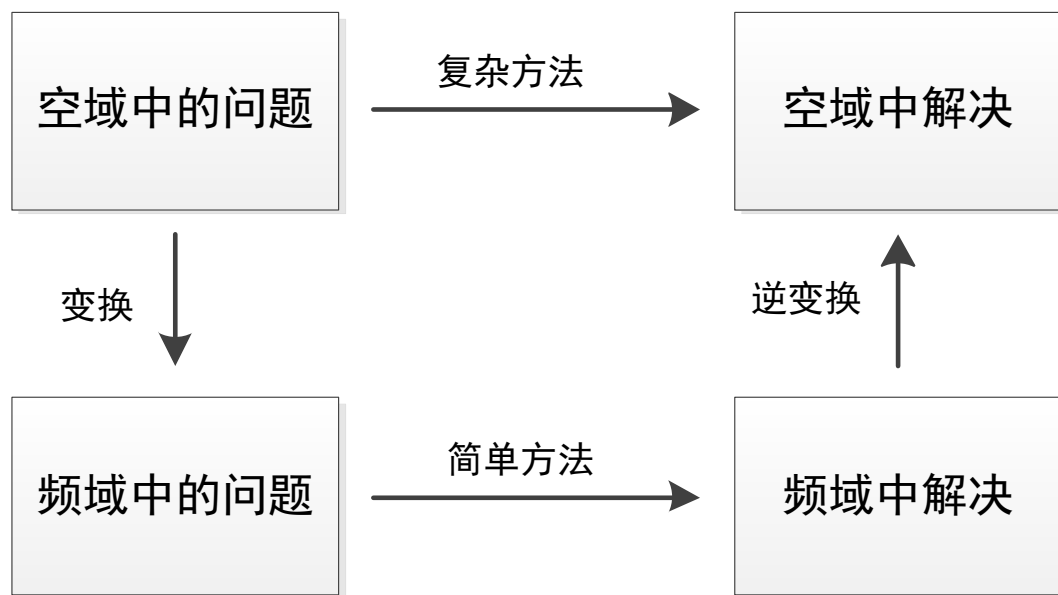 空域中的问题
复杂方法
空域中解决
变换
逆变换
频域中的问题
简单方法
频域中解决